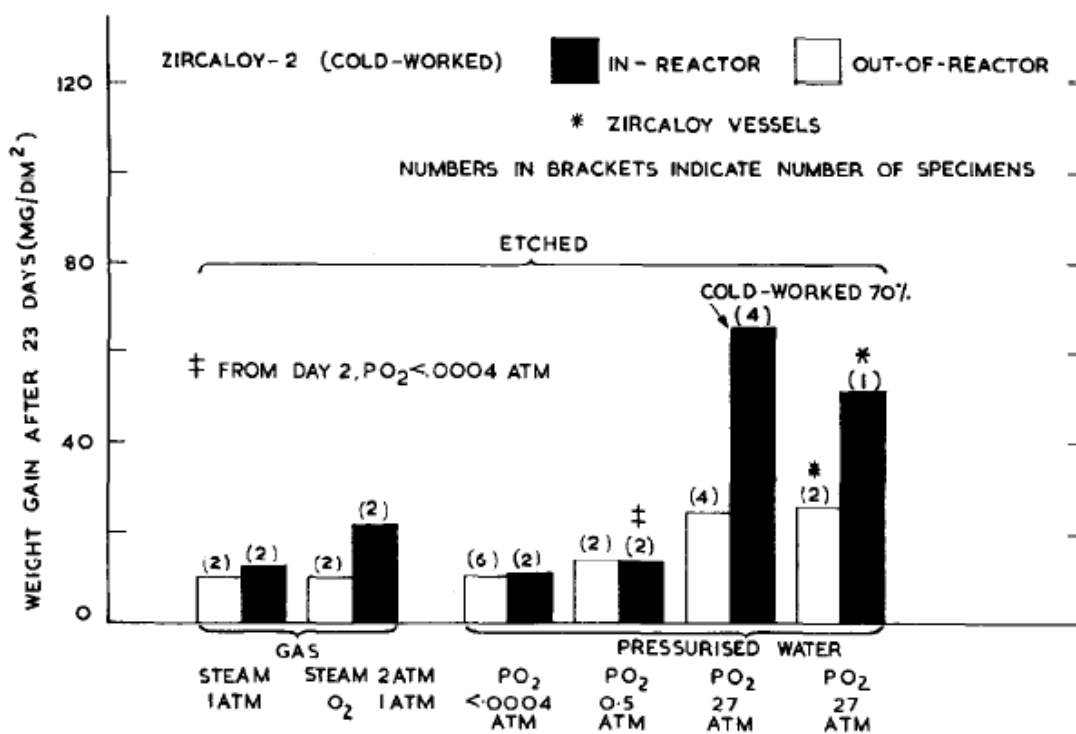 ZIRCALOY-2 (COLD-WORKED)
IN-REACTOR
OUT-OF-REACTOR
* ZIRCALOY VESSELS
NUMBERS IN BRACKETS INDICATE NUMBER OF SPECIMENS
WEIGHT GAIN AFTER 23 DAYS(MG/DM²)
120
80
40
0
ETCHED
COLD-WORKED 70%
‡ FROM DAY 2, PO₂<.0004 ATM
(2)
(2)
(2)
(2)
(6)
(2)
(2)
‡
(2)
(4)
(4)
*
(2)
*
(1)
GAS
PRESSURISED WATER
STEAM
1ATM
STEAM 2ATM
O₂ 1ATM
PO₂
<.0004
ATM
PO₂
0.5
ATM
PO₂
27
ATM
PO₂
27
ATM